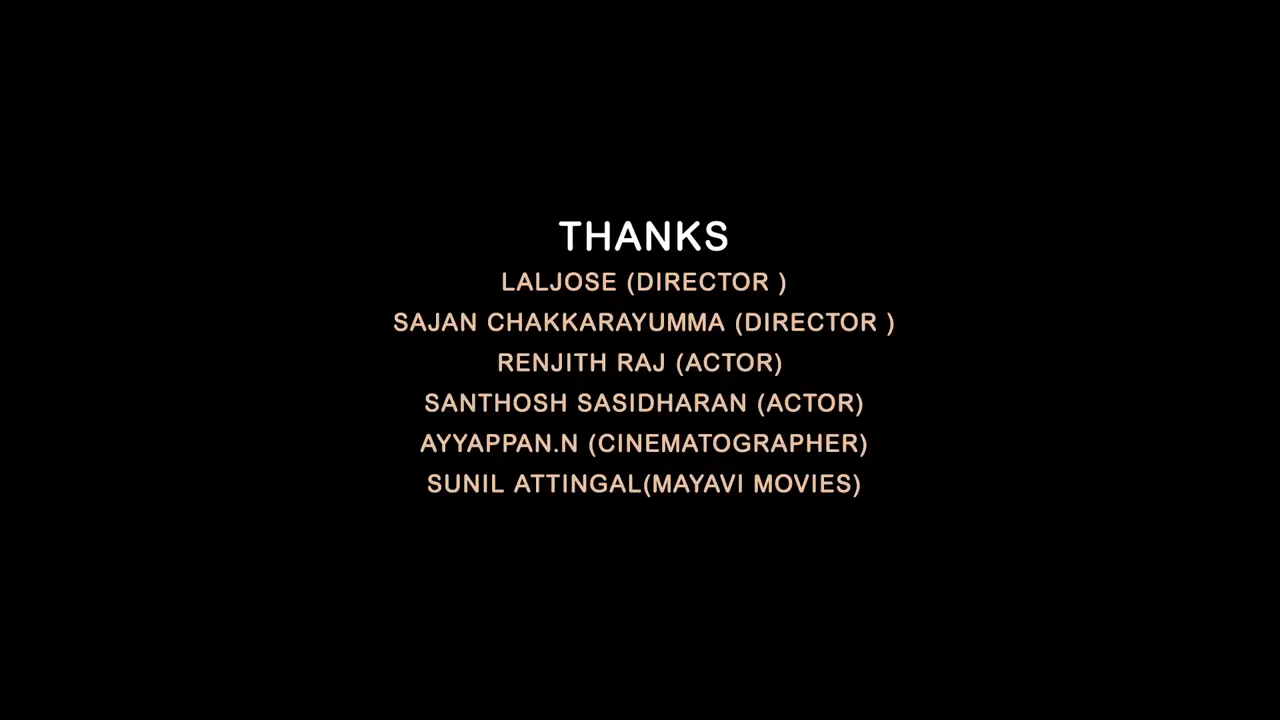 THANKS
LALJOSE (DIRECTOR )
SAJAN CHAKKARAYUMMA (DIRECTOR )
RENJITH RAJ (ACTOR)
SANTHOSH SASIDHARAN (ACTOR)
AYYAPPAN.N (CINEMATOGRAPHER)
SUNIL ATTINGAL(MAYAVI MOVIES)